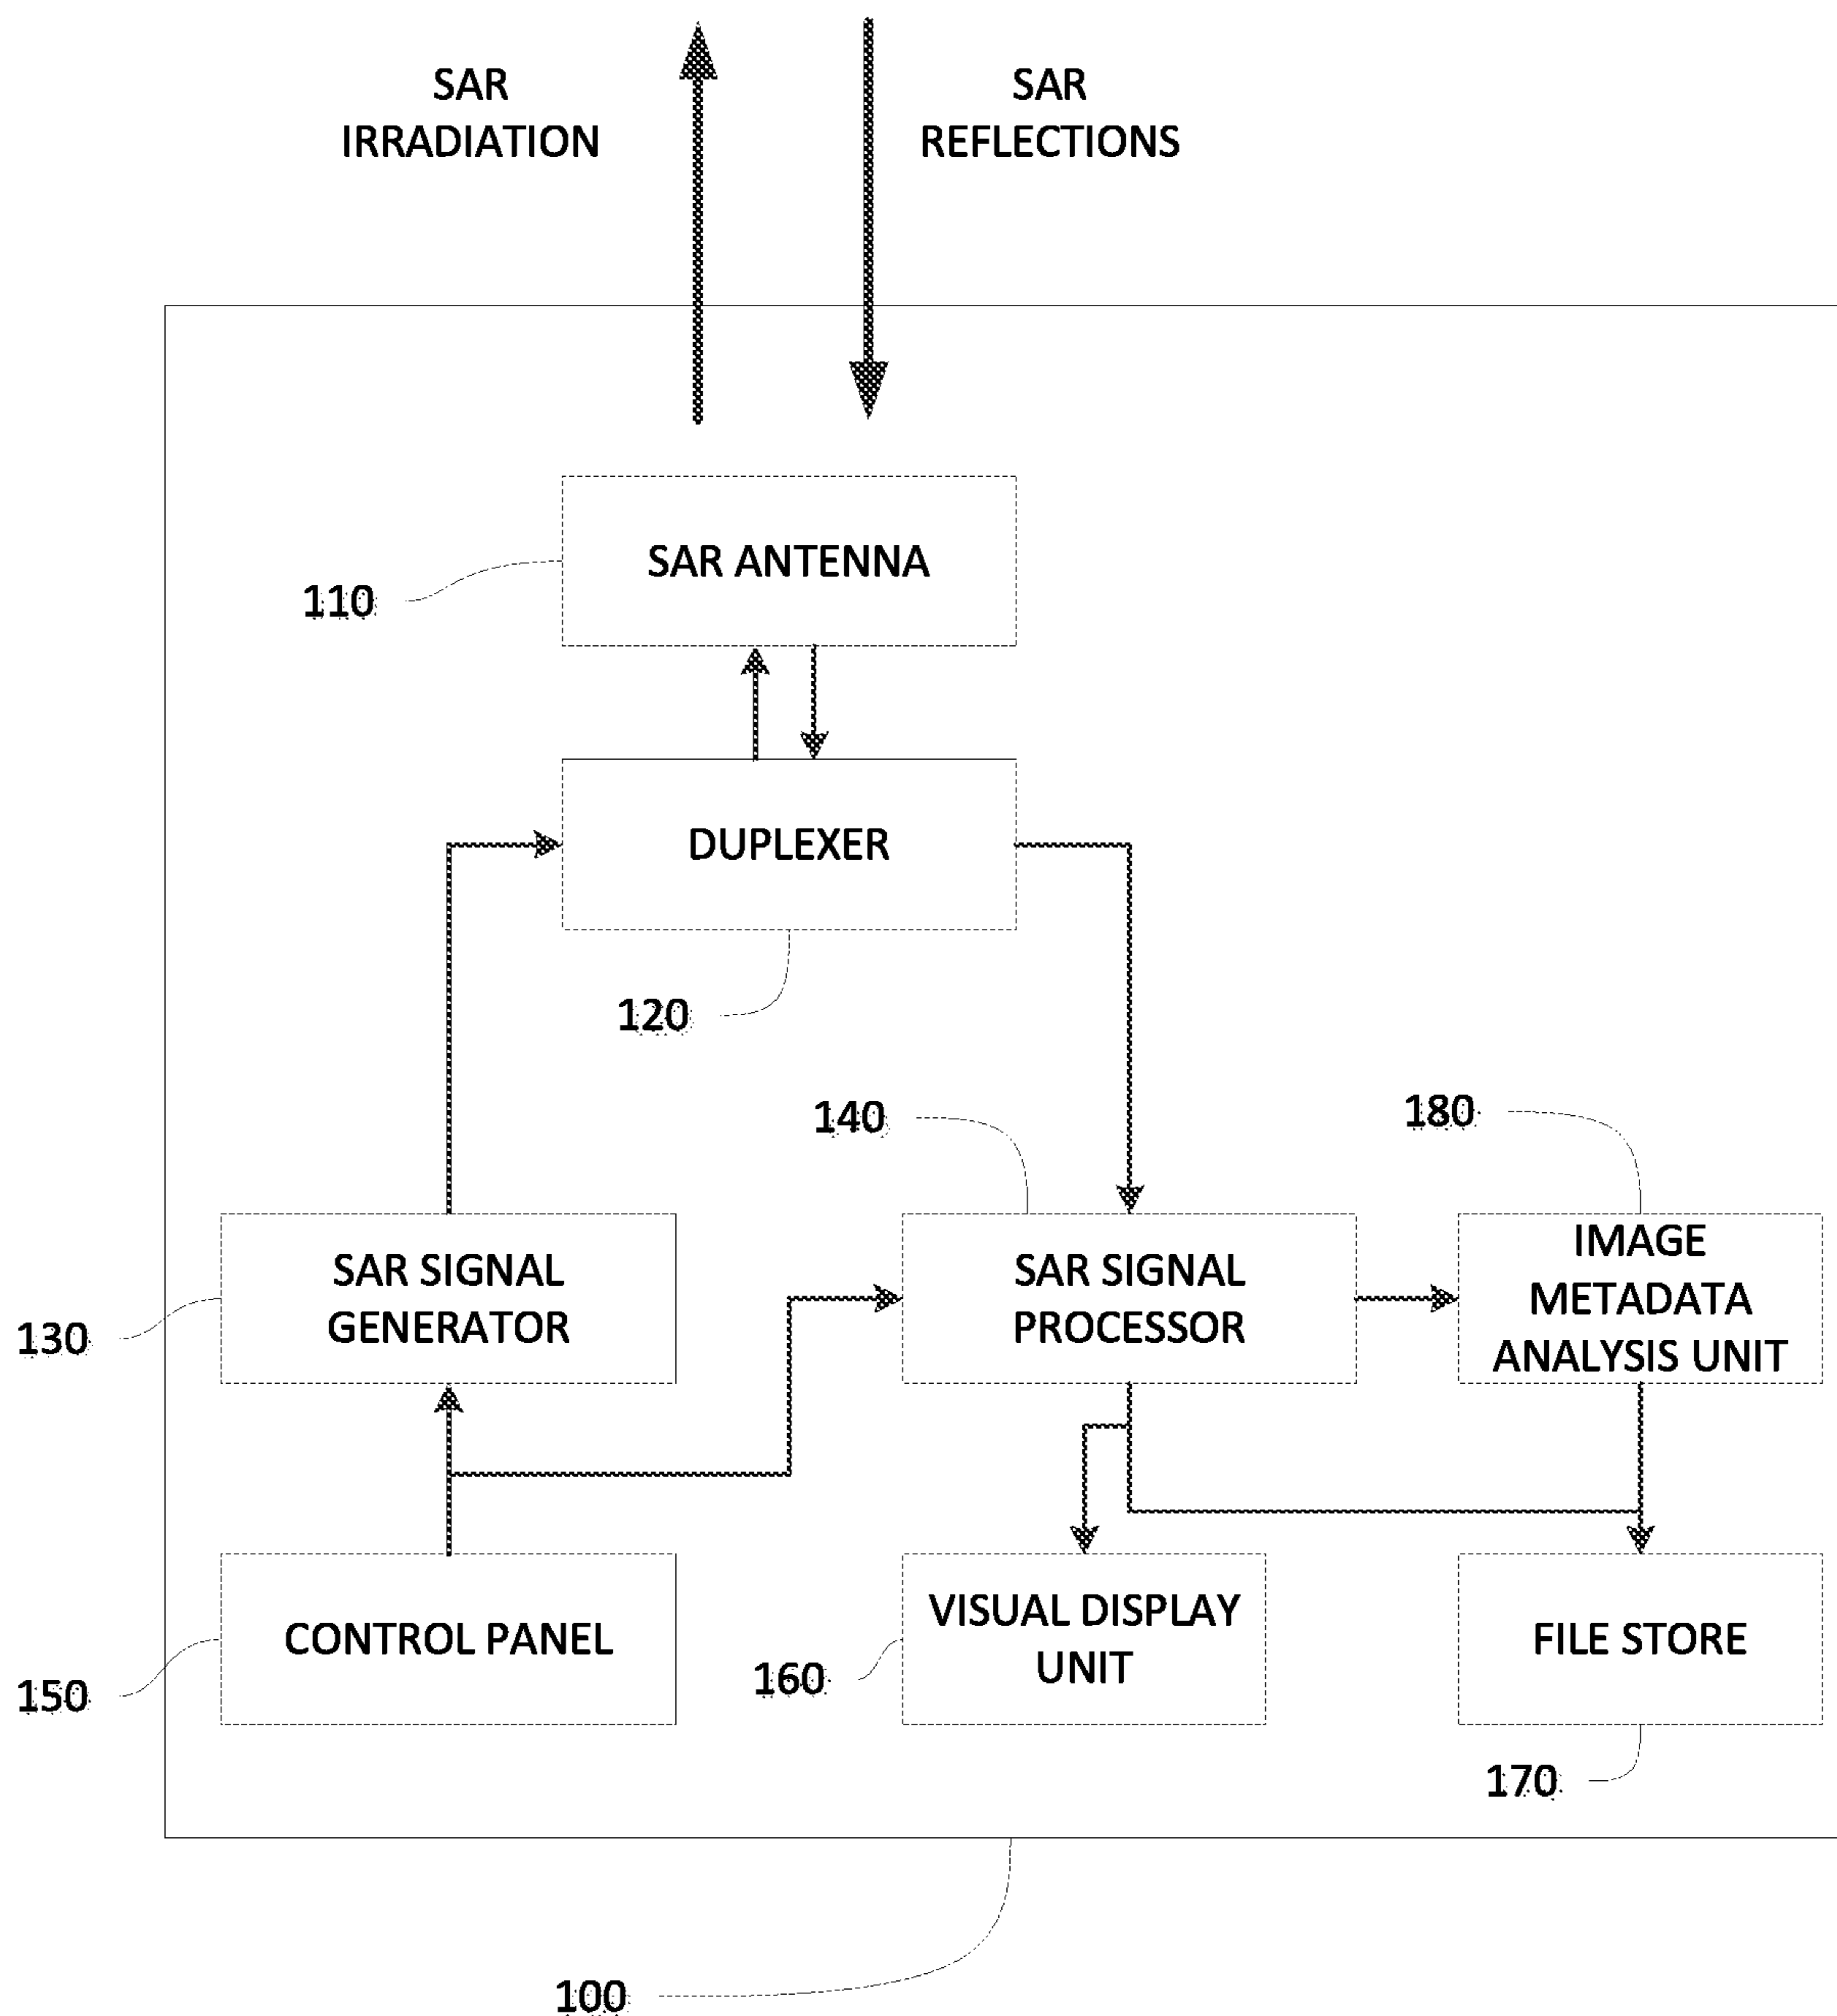 SAR
IRRADIATION
SAR
REFLECTIONS
SAR ANTENNA
110
DUPLEXER
120
140
180
SAR SIGNAL
GENERATOR
130
SAR SIGNAL
PROCESSOR
IMAGE
METADATA
ANALYSIS UNIT
CONTROL PANEL
150
VISUAL DISPLAY
UNIT
160
FILE STORE
170
100